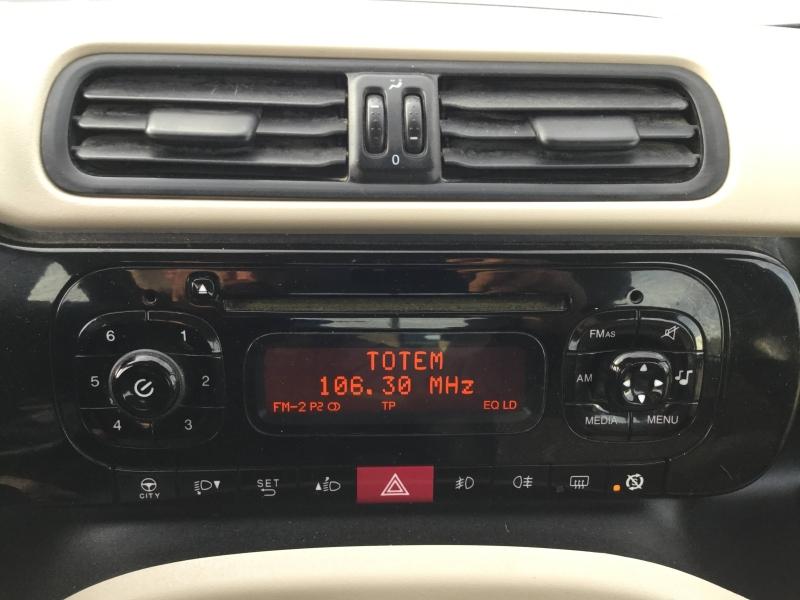 0
6 1
5 2
4 3
TOTEM
106.30 MHz
FM-2 P2 TP EQ LD
FMAS
AM
MEDIA MENU
CITY
SET